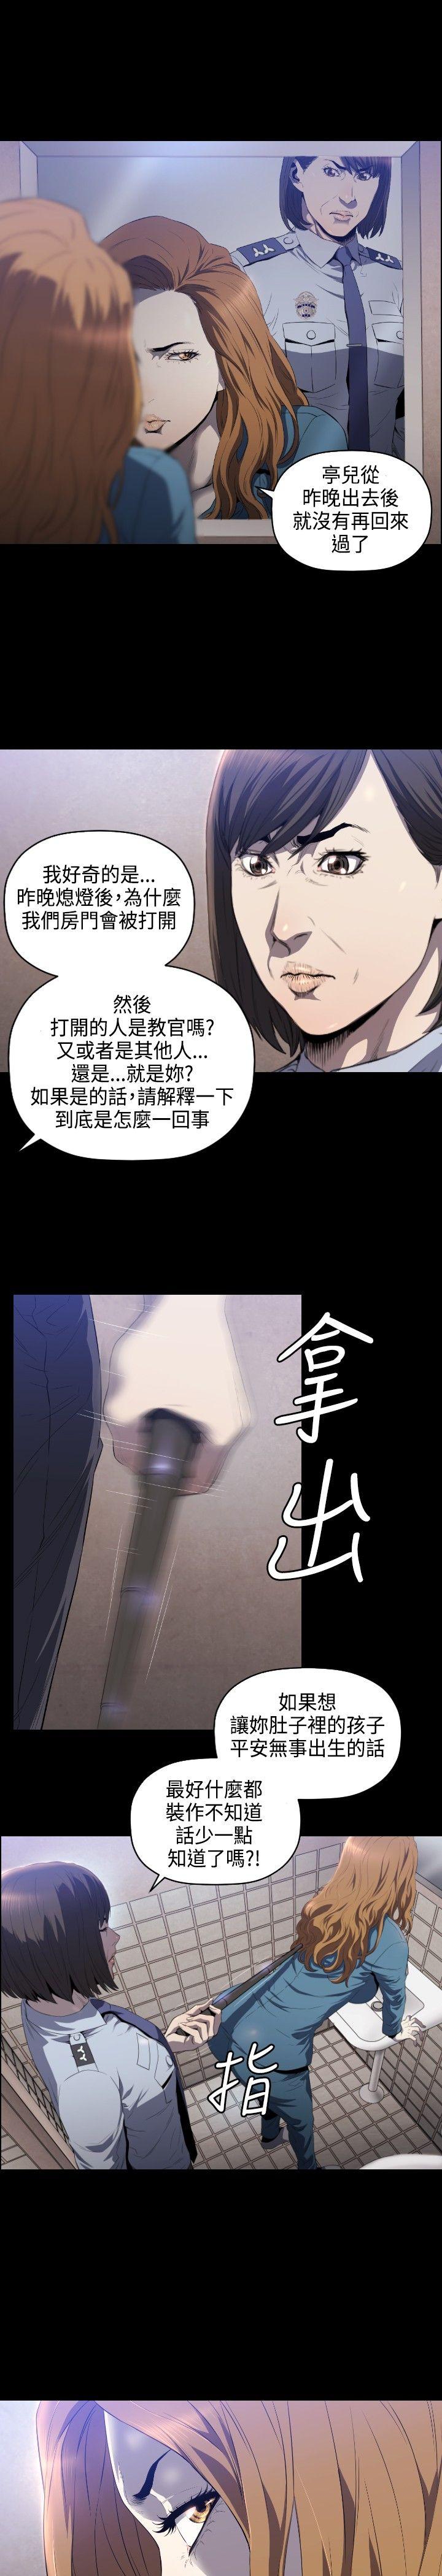 亭兒從
昨晚出去後
就沒有再回來
過了
我好奇的是...
昨晚熄燈後，為什麼
我們房門會被打開
然後
打開的人是教官嗎?
又或者是其他人...
還是...就是妳?
如果是的話，請解釋一下
到底是怎麼一回事
拿出
如果想
讓妳肚子裡的孩子
平安無事出生的話
最好什麼都
裝作不知道
話少一點
知道了嗎?!
指